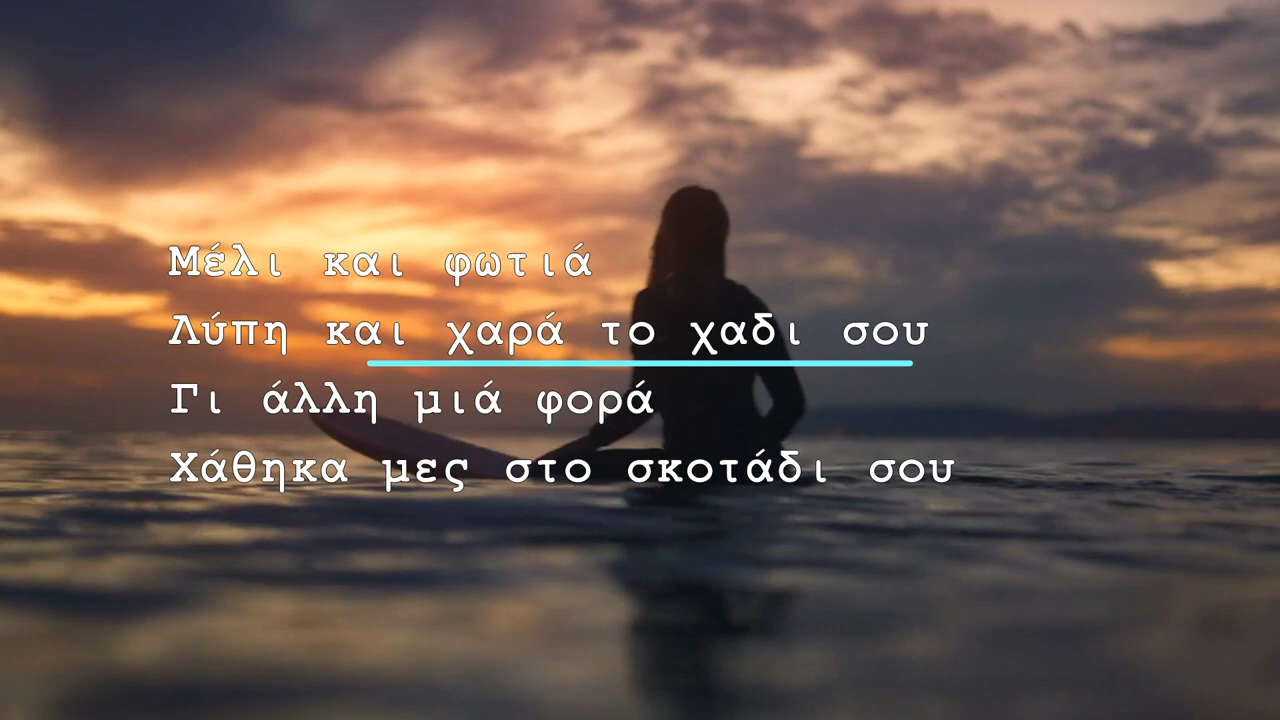 Μέλι και φωτιά
Λύπη και χαρά το χαδι σου
Γι άλλη μιά φορά
Χάθηκα μες στο σκοτάδι σου